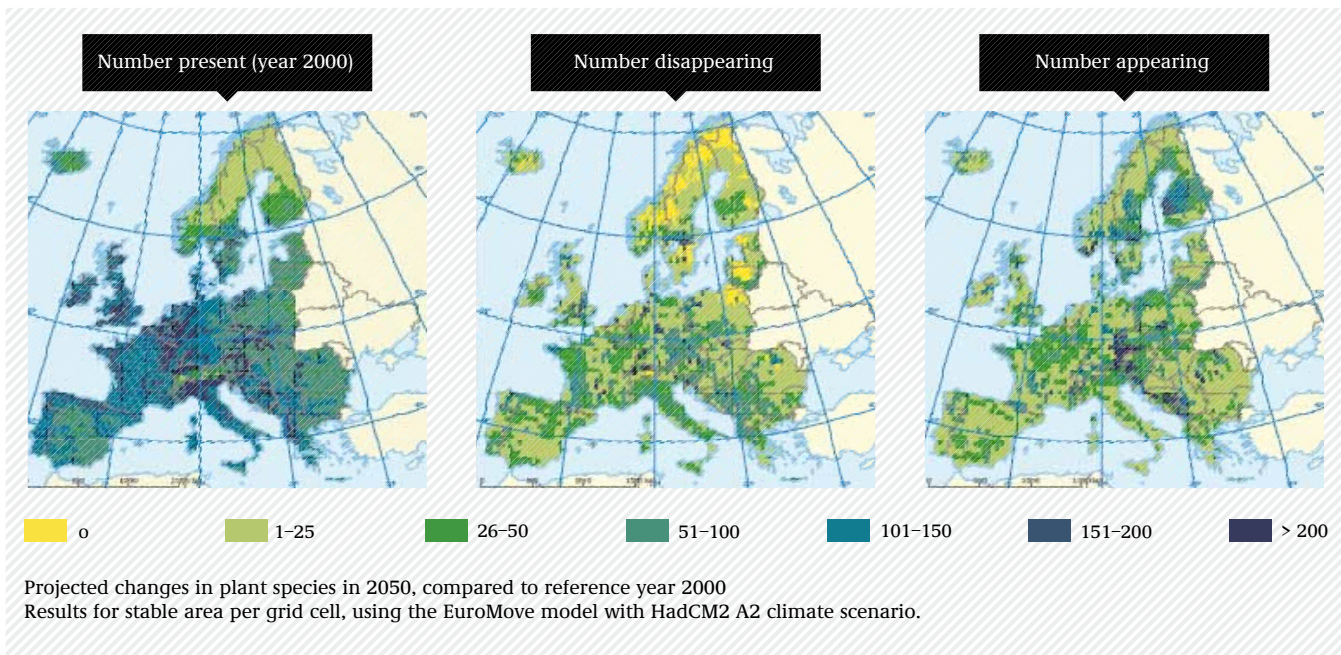 Number present (year 2000)
Number disappearing
Number appearing
0
1–25
26–50
51–100
101–150
151–200
> 200
Projected changes in plant species in 2050, compared to reference year 2000
Results for stable area per grid cell, using the EuroMove model with HadCM2 A2 climate scenario.